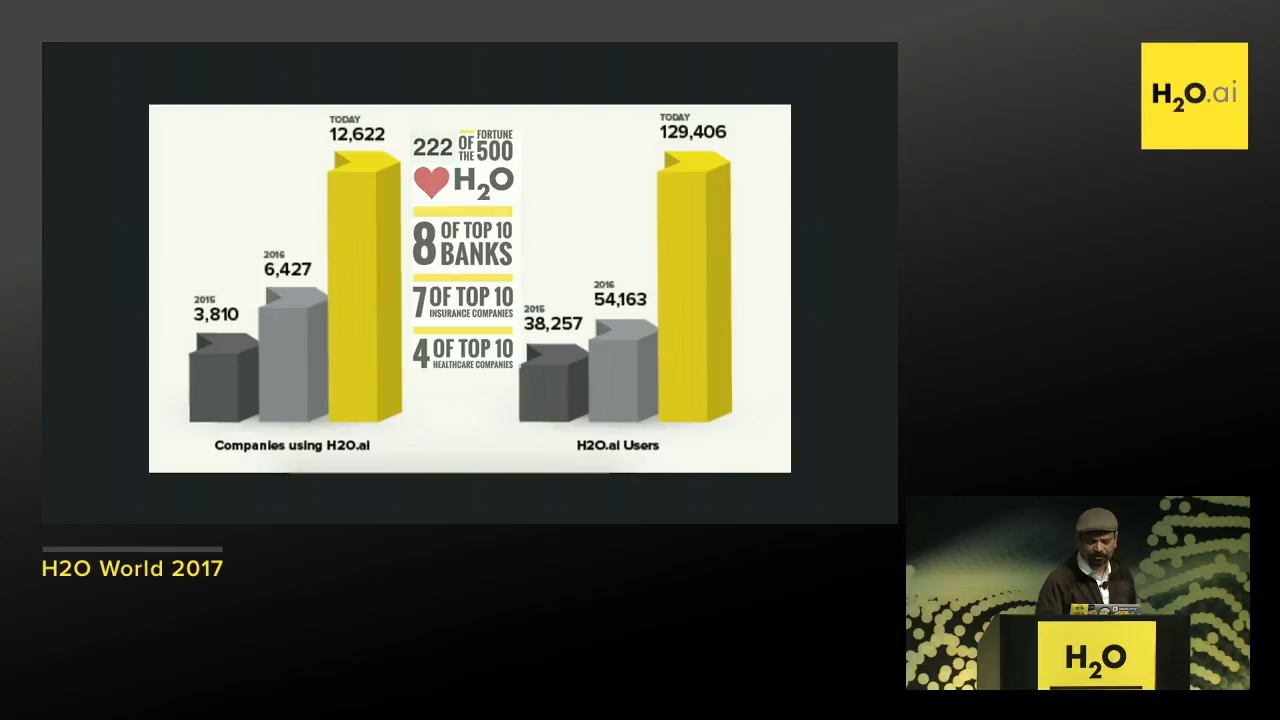 TODAY
12,622
2016
6,427
2015
3,810
Companies using H2O.ai
222 OF THE FORTUNE 500
H2O
8 OF TOP 10
BANKS
7 OF TOP 10
INSURANCE COMPANIES
4 OF TOP 10
HEALTHCARE COMPANIES
TODAY
129,406
2016
54,163
2015
38,257
H2O.ai Users
H2O.ai
H2O World 2017
H2O